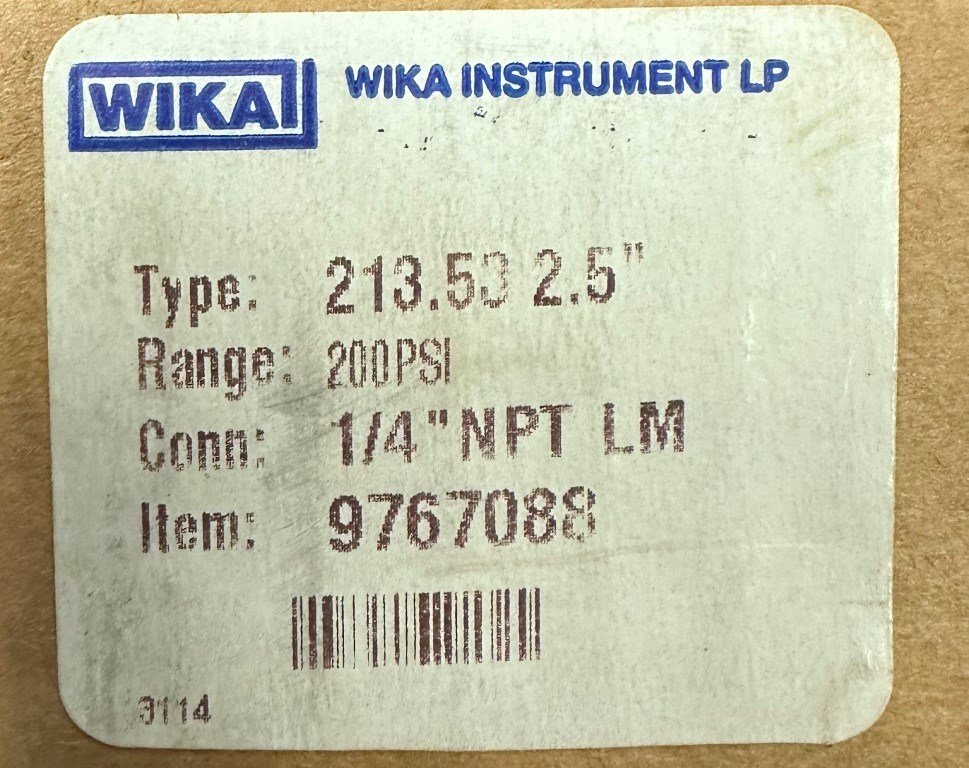 WIKA
WIKA INSTRUMENT LP
Type: 213.53 2.5"
Range: 200PSI
Conn: 1/4"NPT LM
Item: 9767088
3114